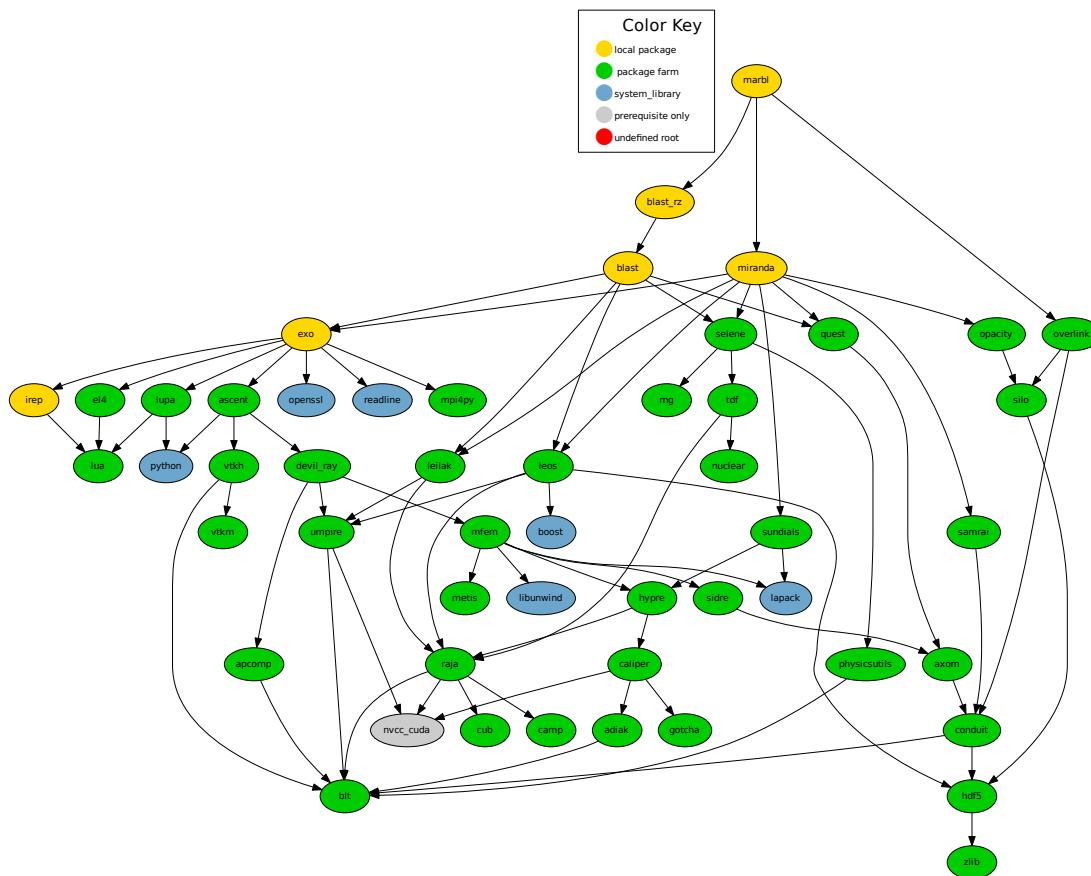 Color Key
local package
package farm
system_library
prerequisite only
undefined root
marbl
blast_rz
blast
miranda
exo
selene
quest
opacity
overlink
irep
el4
lupa
ascent
openssl
readline
mpi4py
rng
tdf
silo
lua
python
vtkh
devil_ray
leilak
leos
nuclear
vtkm
umpire
mfem
boost
sundials
samrai
metis
libunwind
hypre
sidre
lapack
apcomp
raja
caliper
physicsutils
axom
nvcc_cuda
cub
camp
adiak
gotcha
conduit
blt
hdf5
zlib